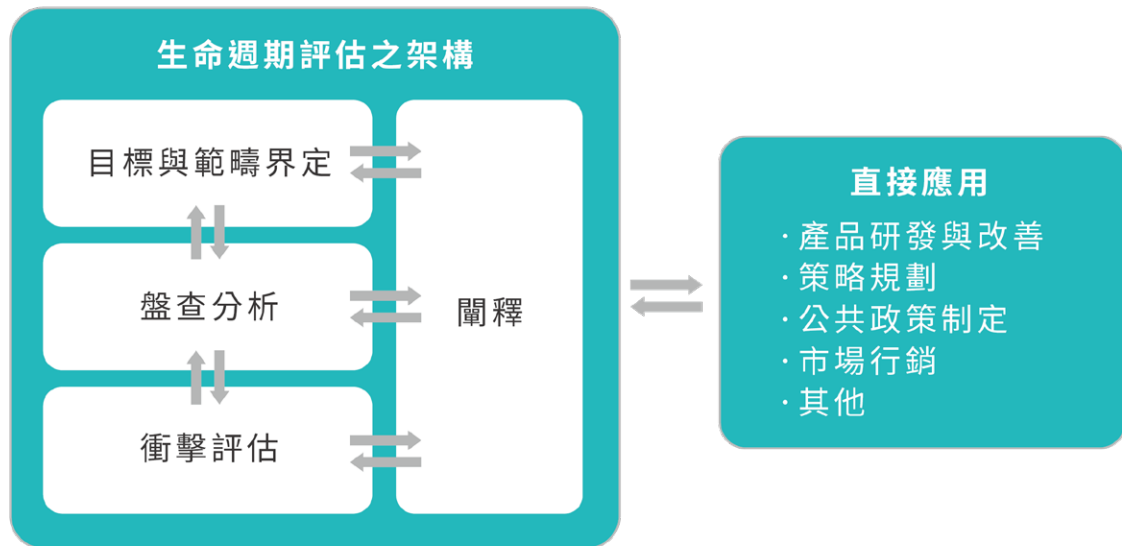 生命週期評估之架構
目標與範疇界定
盤查分析
衝擊評估
闡釋
直接應用
·產品研發與改善
·策略規劃
·公共政策制定
·市場行銷
·其他